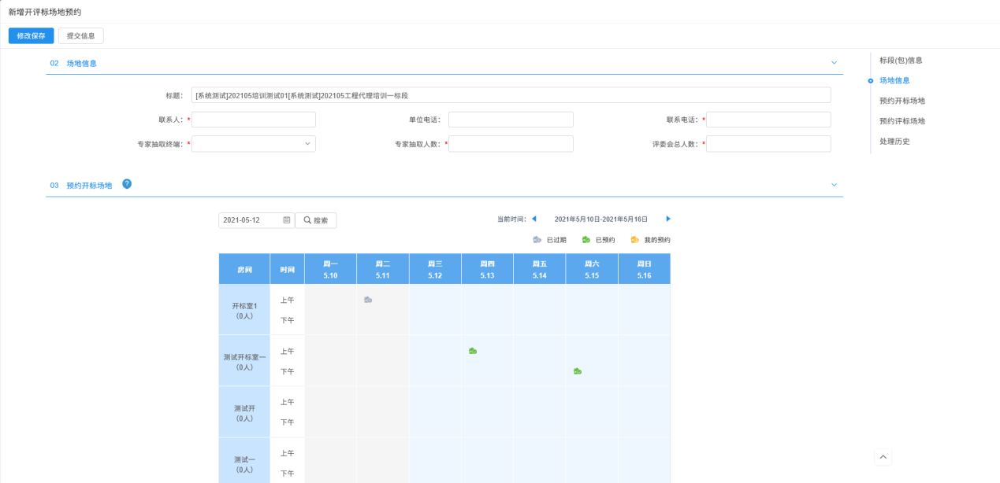 新增开评标场地预约
修改保存 提交信息
02 场地信息
标题: [系统测试]202105培训测试01[系统测试]202105工程代理培训一标段
联系人: * 单位电话: 联系电话: *
专家抽取终端: * 专家抽取人数: * 评委会总人数: *
标段(包)信息
场地信息
预约开标场地
预约评标场地
处理历史
03 预约开标场地 ?
2021-05-12 搜索 当前时间: 2021年5月10日-2021年5月16日
已过期 已预约 我的预约
房间 时间 周一 周二 周三 周四 周五 周六 周日
5.10 5.11 5.12 5.13 5.14 5.15 5.16
开标室1 上午
(0人) 下午
测试开标室一 上午
(0人) 下午
测试开 上午
(0人) 下午
测试一 上午
(0人) 下午